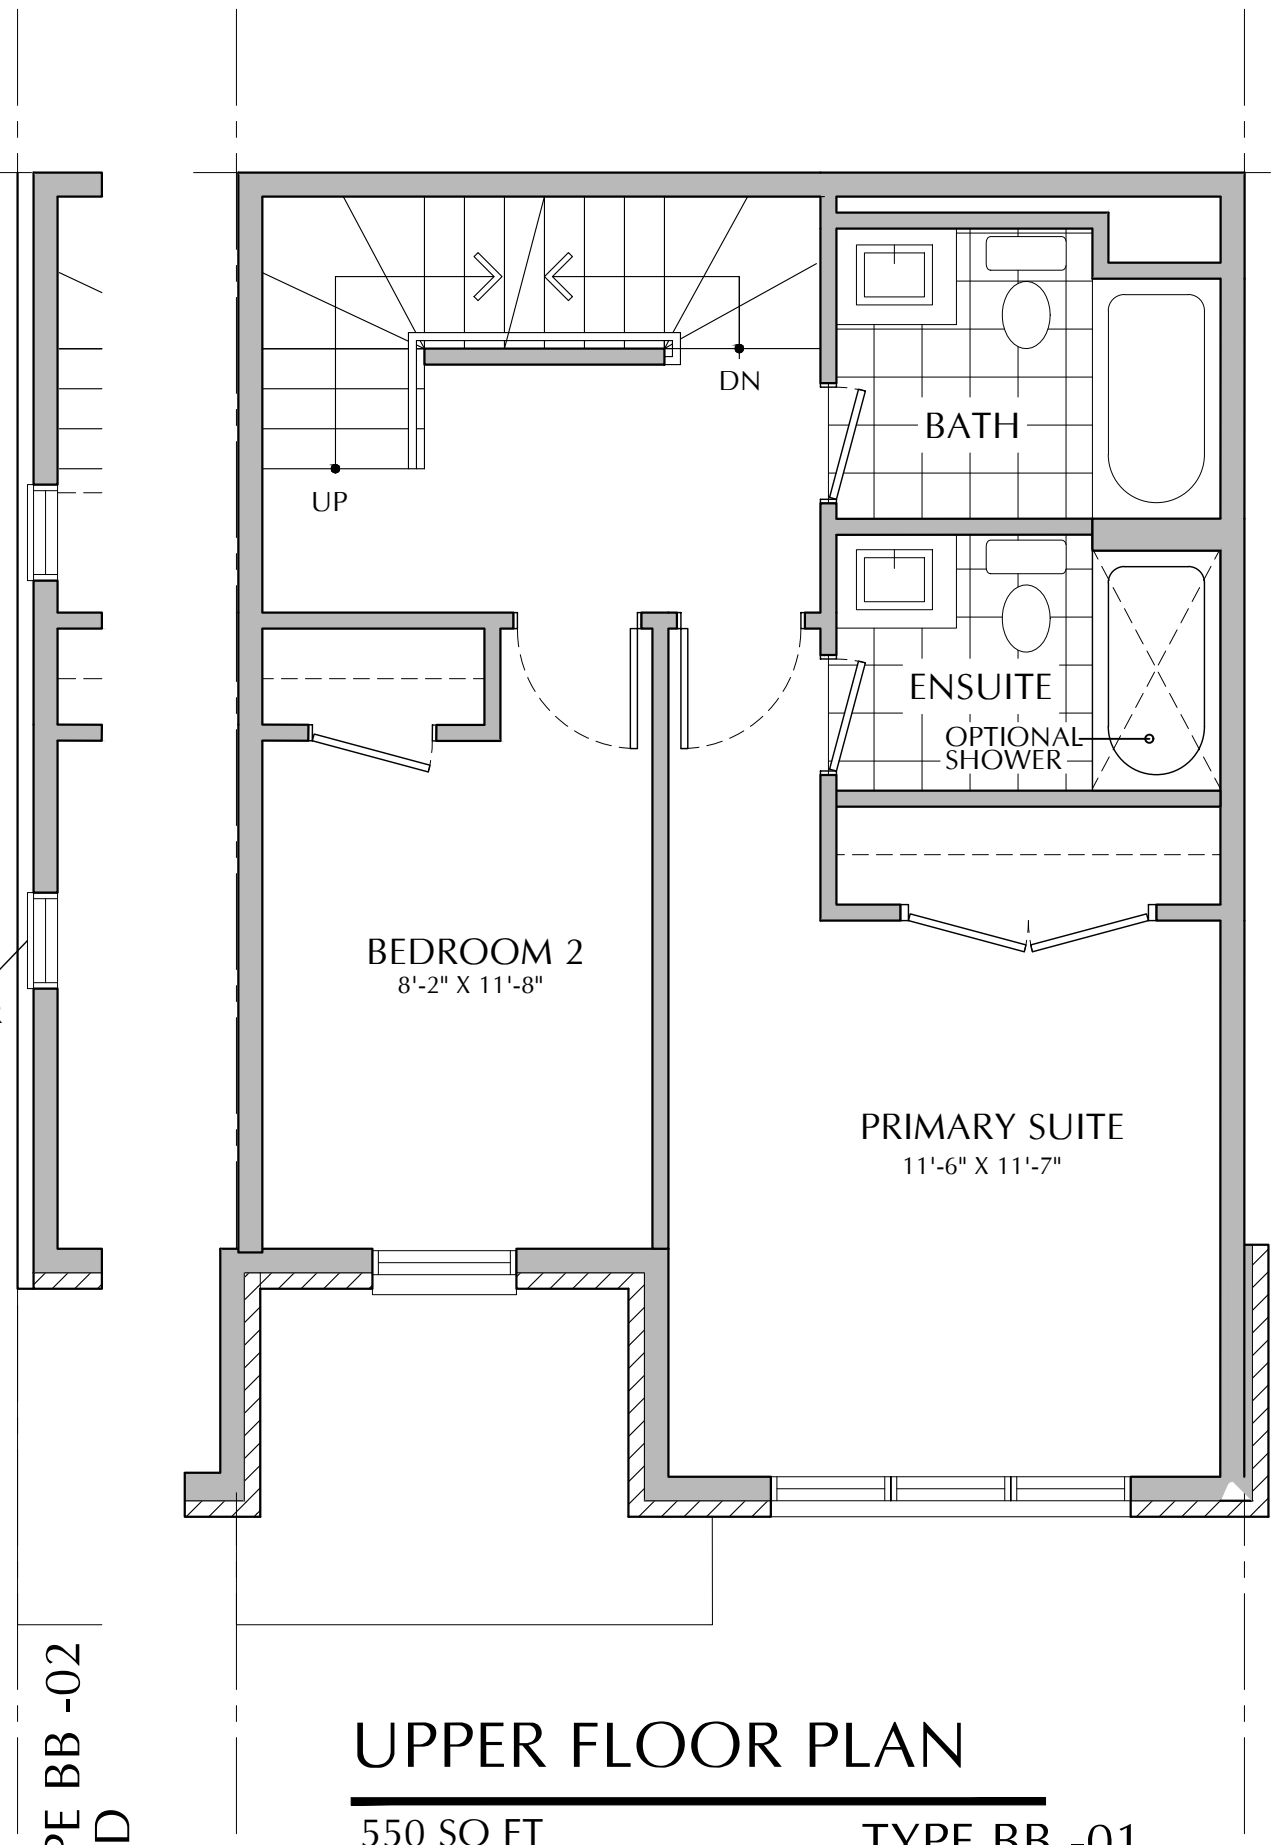 DN
BATH
UP
ENSUITE
OPTIONAL
SHOWER
BEDROOM 2
8'-2" X 11'-8"
PRIMARY SUITE
11'-6" X 11'-7"
UPPER FLOOR PLAN
550 SQ FT
TYPE BB -01
BB -02